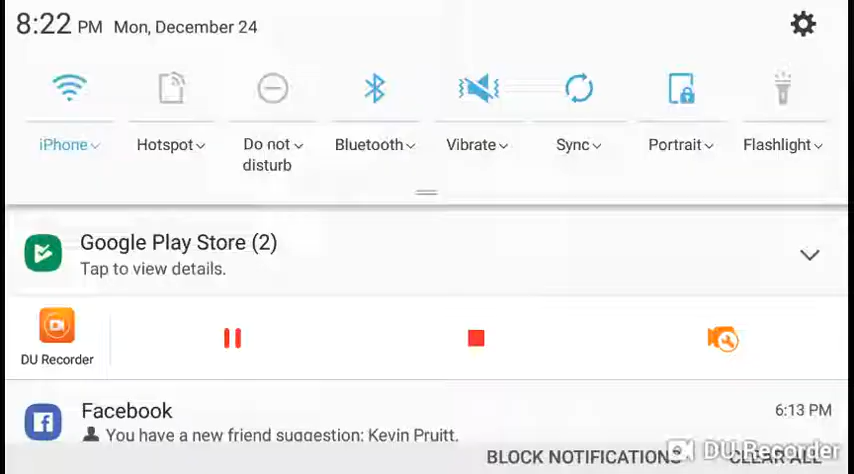 8:22 PM Mon, December 24
iPhone Hotspot Do not disturb Bluetooth Vibrate Sync Portrait Flashlight
Google Play Store (2)
Tap to view details.
DU Recorder
Facebook 6:13 PM
You have a new friend suggestion: Kevin Pruitt.
BLOCK NOTIFICATIONS CLEAR ALL
DU Recorder